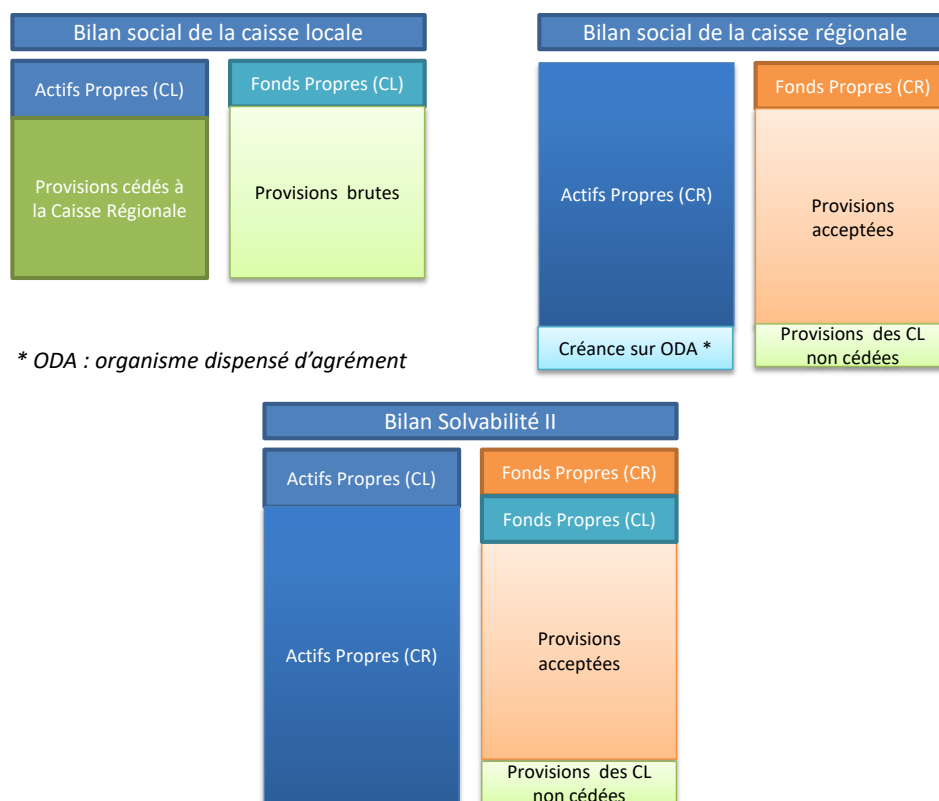 Bilan social de la caisse locale
Actifs Propres (CL)
Fonds Propres (CL)
Provisions cédés à
la Caisse Régionale
Provisions brutes
Bilan social de la caisse régionale
Fonds Propres (CR)
Actifs Propres (CR)
Provisions
acceptées
Créance sur ODA *
Provisions des CL
non cédées
* ODA : organisme dispensé d’agrément
Bilan Solvabilité II
Actifs Propres (CL)
Fonds Propres (CR)
Fonds Propres (CL)
Actifs Propres (CR)
Provisions
acceptées
Provisions des CL
non cédées